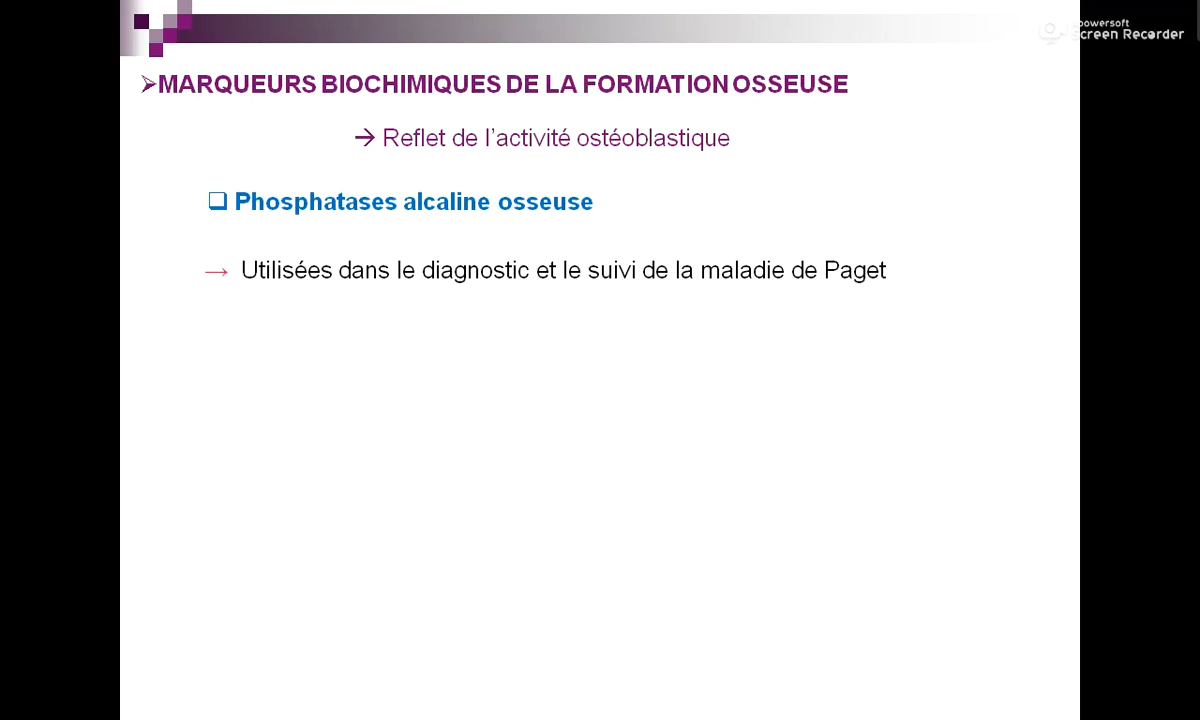 powersoft
Screen Recorder
➢MARQUEURS BIOCHIMIQUES DE LA FORMATION OSSEUSE
→ Reflet de l’activité ostéoblastique
❑ Phosphatases alcaline osseuse
→ Utilisées dans le diagnostic et le suivi de la maladie de Paget